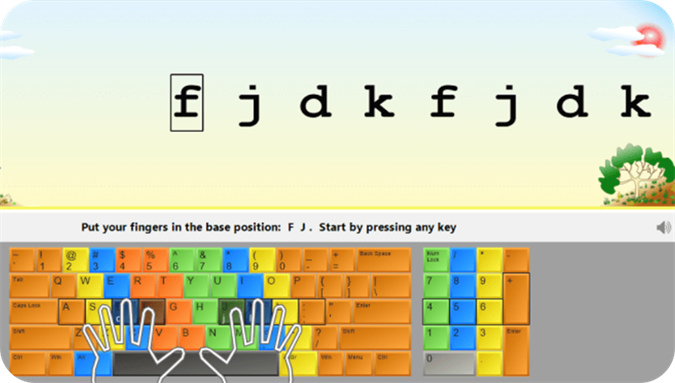 f j d k f j d k
Put your fingers in the base position: F J . Start by pressing any key
~ ! @ # $ % ^ & * ( ) _ + Back Space
1 2 3 4 5 6 7 8 9 0 - =
Tab Q W E R T Y U I O P { } |
[ ]
Caps Lock A S G H : " Enter
Shift Z V B N M ? Shift
/
Ctrl Win Alt Win Menu Ctrl
Num Lock / * -
7 8 9 +
4 5 6
1 2 3 Enter
0 .